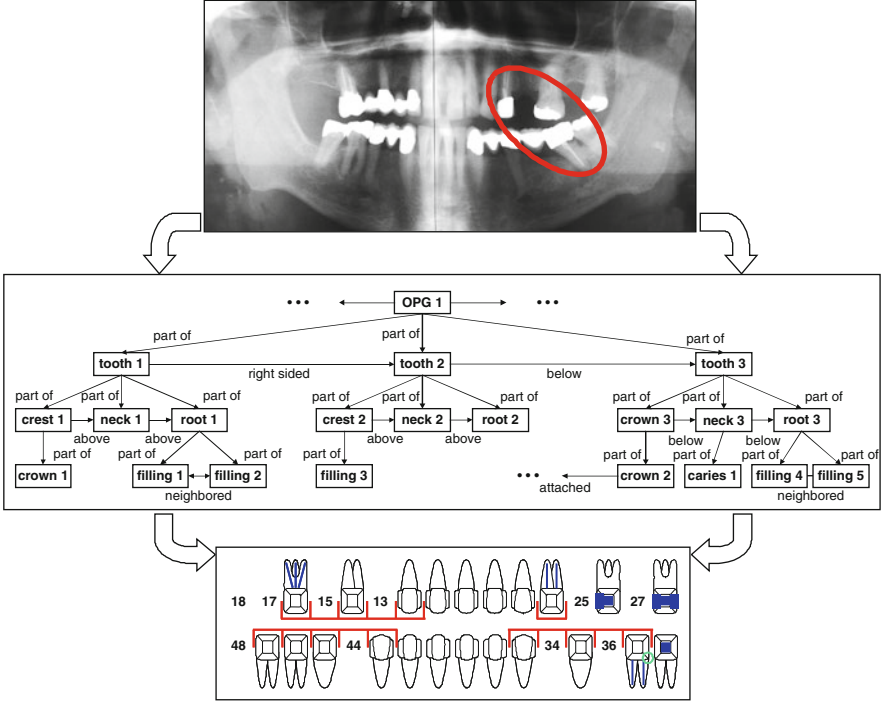 ••• OPG 1 •••
part of part of part of
tooth 1 right sided tooth 2 below tooth 3
part of part of part of part of part of part of part of part of part of
crest 1 neck 1 root 1 crest 2 neck 2 root 2 crown 3 neck 3 root 3
above above above above below below
part of part of part of part of part of part of part of part of
crown 1 filling 1 filling 2 filling 3 ••• crown 2 caries 1 filling 4 filling 5
neighbored attached neighbored
18 17 15 13 25 27
48 44 34 36